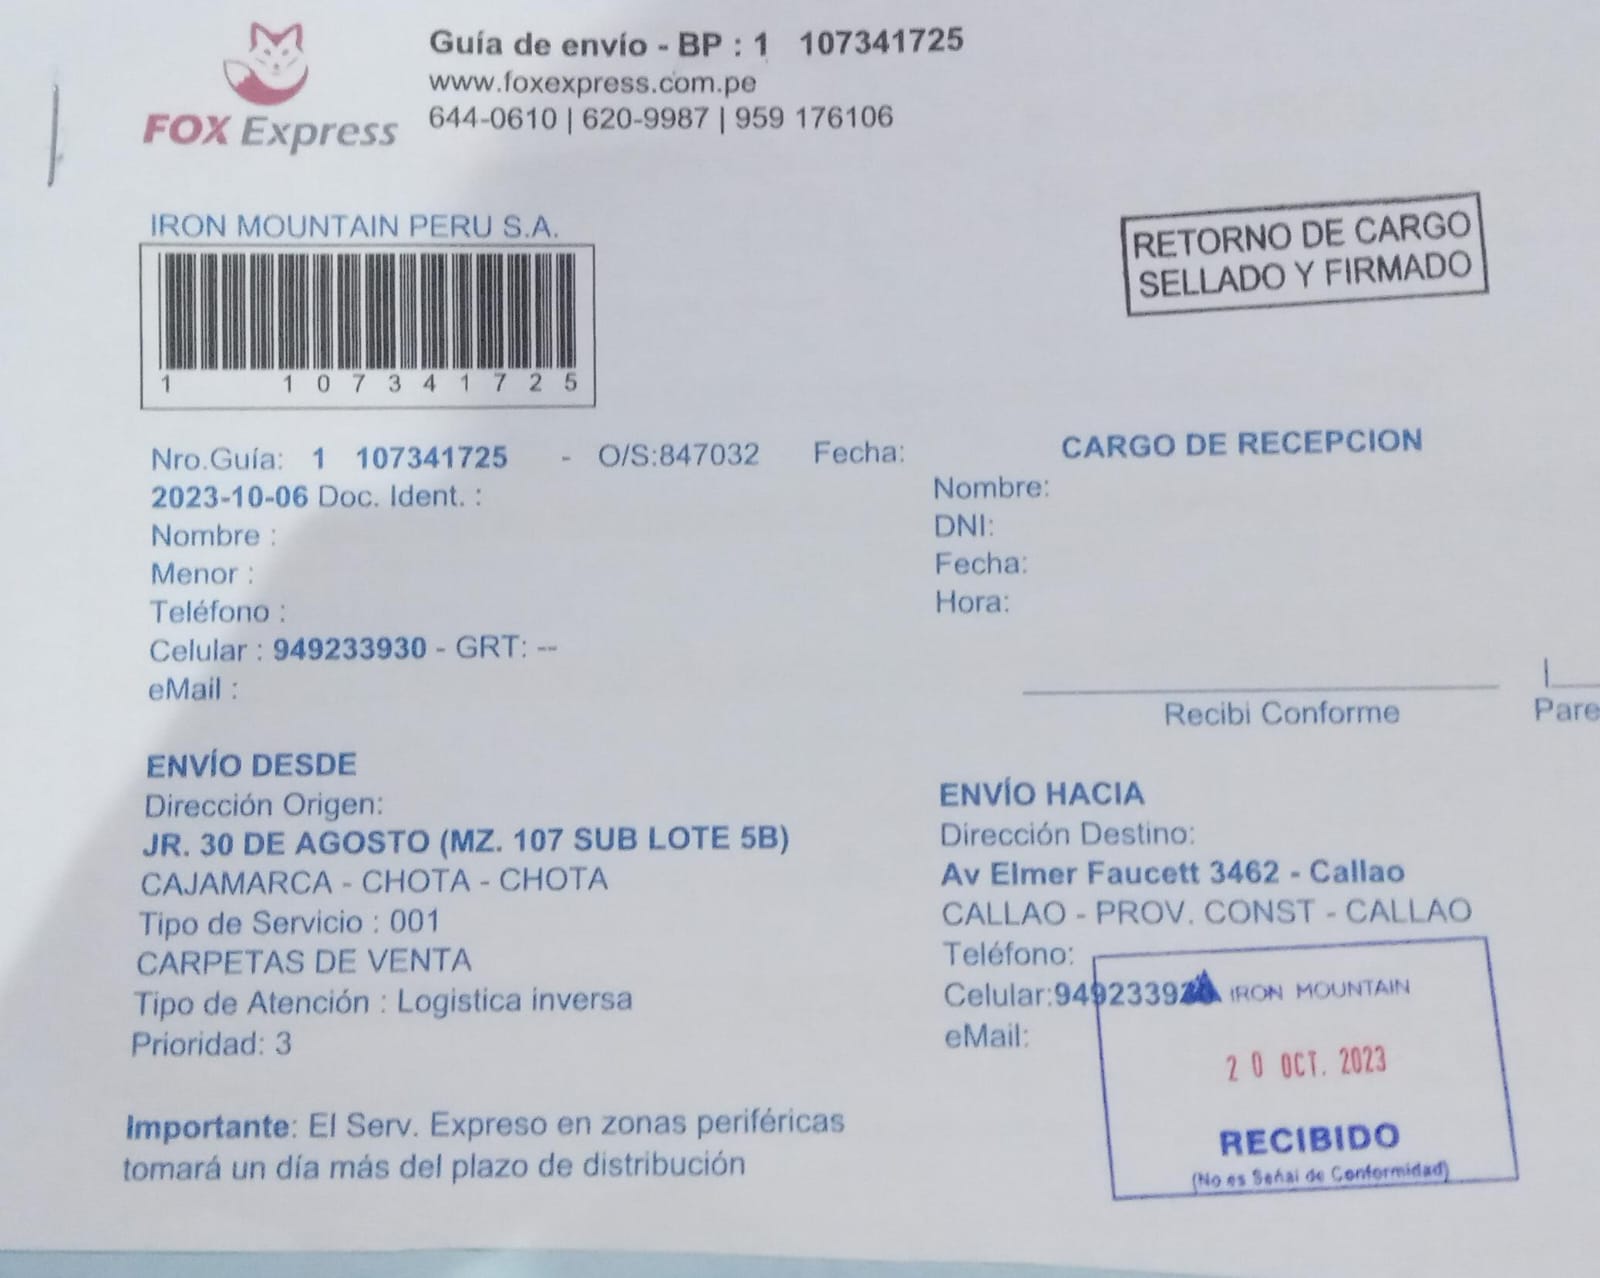 FOX Express
Guía de envío - BP : 1 107341725
www.foxexpress.com.pe
644-0610 | 620-9987 | 959 176106
IRON MOUNTAIN PERU S.A.
1 107341725
RETORNO DE CARGO
SELLADO Y FIRMADO
Nro.Guía: 1 107341725 - O/S:847032 Fecha:
2023-10-06 Doc. Ident. :
Nombre :
Menor :
Teléfono :
Celular : 949233930 - GRT: --
eMail :
CARGO DE RECEPCION
Nombre:
DNI:
Fecha:
Hora:
Recibi Conforme
Pare
ENVÍO DESDE
Dirección Origen:
JR. 30 DE AGOSTO (MZ. 107 SUB LOTE 5B)
CAJAMARCA - CHOTA - CHOTA
Tipo de Servicio : 001
CARPETAS DE VENTA
Tipo de Atención : Logistica inversa
Prioridad: 3
ENVÍO HACIA
Dirección Destino:
Av Elmer Faucett 3462 - Callao
CALLAO - PROV. CONST - CALLAO
Teléfono:
Celular:949233930
eMail:
IRON MOUNTAIN
20 OCT. 2023
RECIBIDO
(No es Señal de Conformidad)
Importante: El Serv. Expreso en zonas periféricas
tomará un día más del plazo de distribución